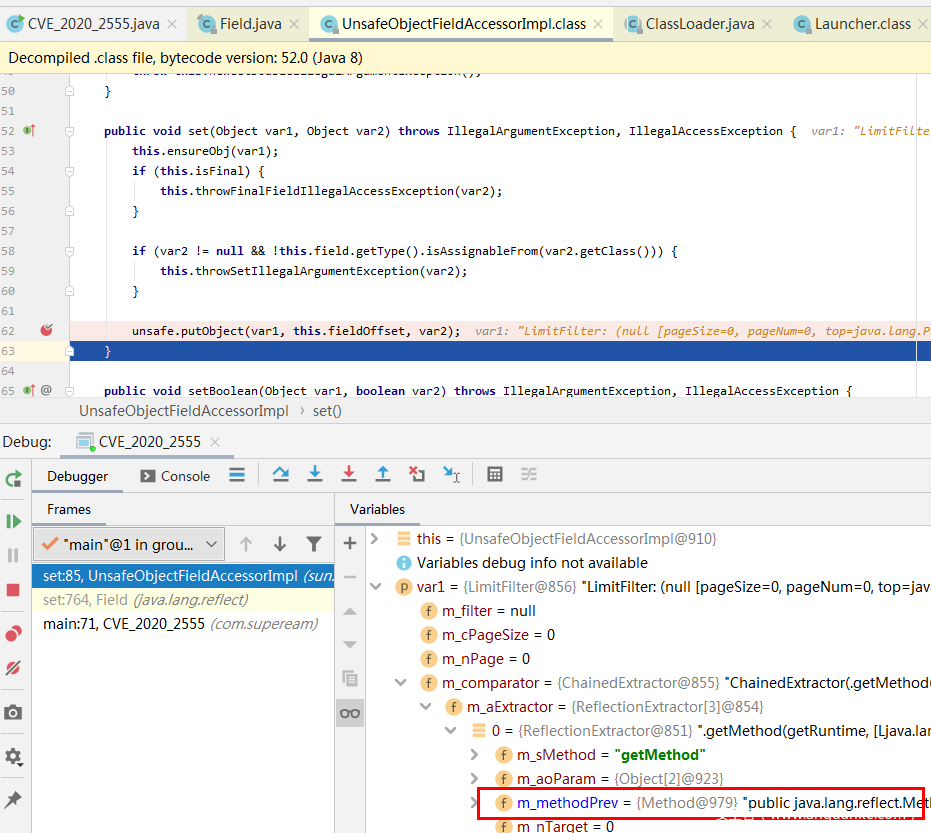 CVE_2020_2555.java Field.java UnsafeObjectFieldAccessorImpl.class ClassLoader.java Launcher.class
Decompiled .class file, bytecode version: 52.0 (Java 8)
50 }
51
52 public void set(Object var1, Object var2) throws IllegalArgumentException, IllegalAccessException { var1: "LimitFilte
53 this.ensureObj(var1);
54 if (this.isFinal) {
55 this.throwFinalFieldIllegalAccessException(var2);
56 }
57
58 if (var2 != null && !this.field.getType().isAssignableFrom(var2.getClass())) {
59 this.throwSetIllegalArgumentException(var2);
60 }
61
62 unsafe.putObject(var1, this.fieldOffset, var2); var1: "LimitFilter: (null [pageSize=0, pageNum=0, top=java.lang.P
63 }
64
65 public void setBoolean(Object var1, boolean var2) throws IllegalArgumentException, IllegalAccessException {
UnsafeObjectFieldAccessorImpl › set()
Debug: CVE_2020_2555
Debugger Console
Frames
Variables
"main"@1 in grou...
set:85, UnsafeObjectFieldAccessorImpl (sun.
set:764, Field (java.lang.reflect)
main:71, CVE_2020_2555 (com.supeream)
this = {UnsafeObjectFieldAccessorImpl@910}
Variables debug info not available
var1 = {LimitFilter@856} "LimitFilter: (null [pageSize=0, pageNum=0, top=java
m_filter = null
m_cPageSize = 0
m_nPage = 0
m_comparator = {ChainedExtractor@855} "ChainedExtractor(.getMethod(
m_aExtractor = {ReflectionExtractor[3]@854}
0 = {ReflectionExtractor@851} ".getMethod(getRuntime, [Ljava.lan
m_sMethod = "getMethod"
m_aoParam = {Object[2]@923}
m_methodPrev = {Method@979} "public java.lang.reflect.Met
m_nTarget = 0